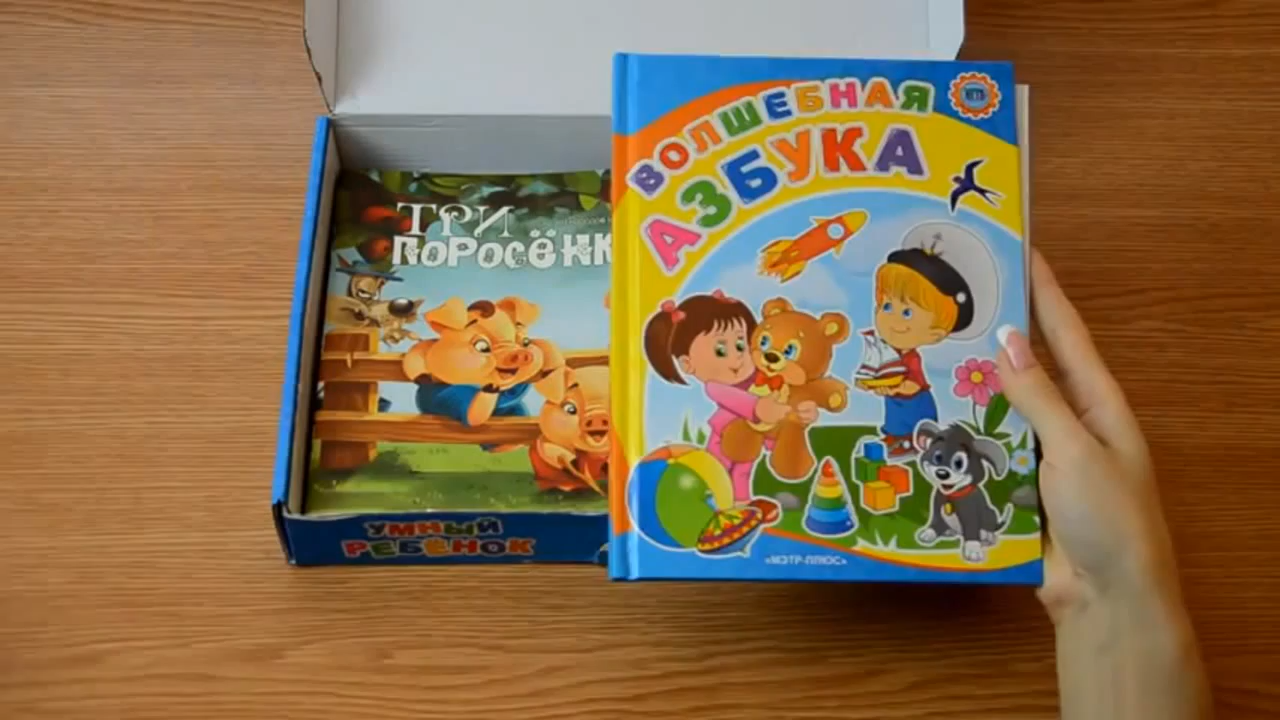 ВОЛШЕБНАЯ
АЗБУКА
ТРИ
ПОРОСЁНК
УМНЫЙ
РЕБЁНОК
«МЭТР-ПЛЮС»